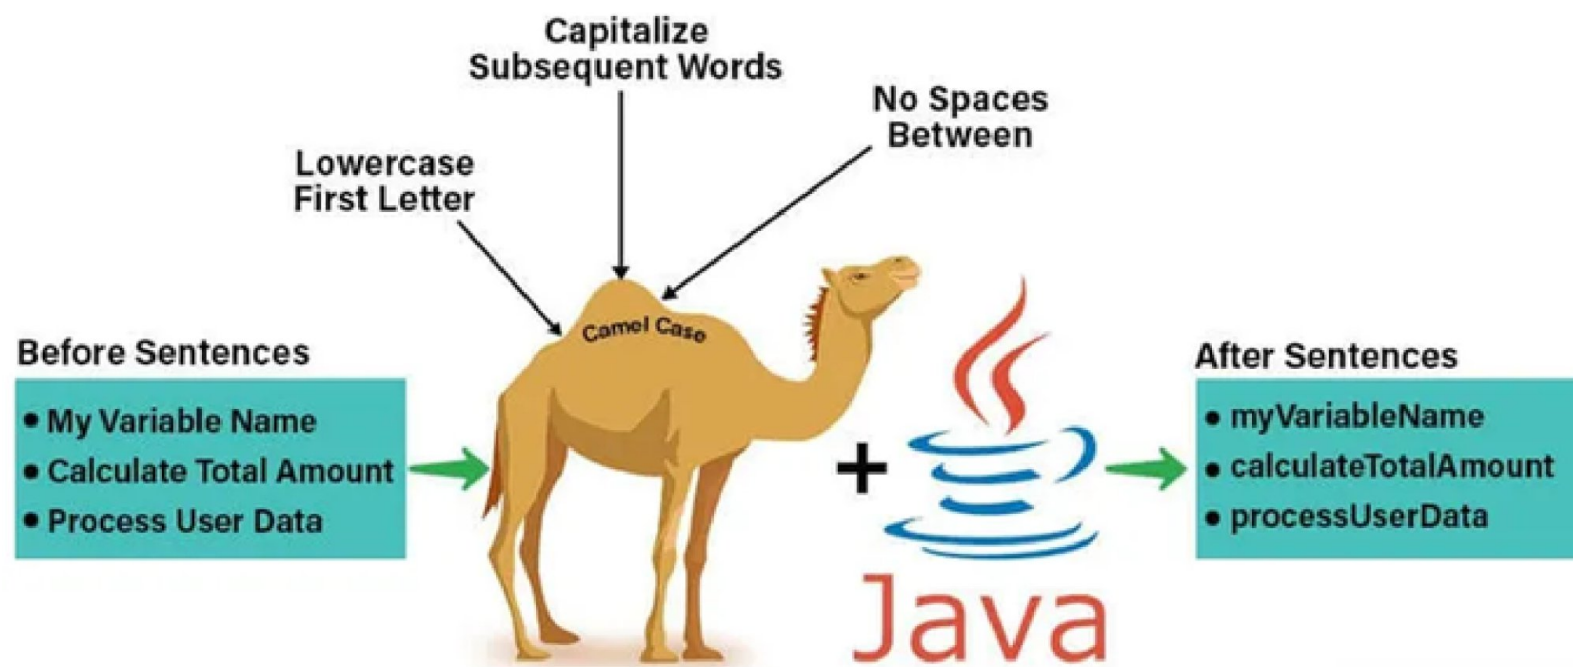 Capitalize
Subsequent Words
No Spaces
Between
Lowercase
First Letter
Camel Case
Before Sentences
• My Variable Name
• Calculate Total Amount
• Process User Data
+
Java
After Sentences
• myVariableName
• calculateTotalAmount
• processUserData